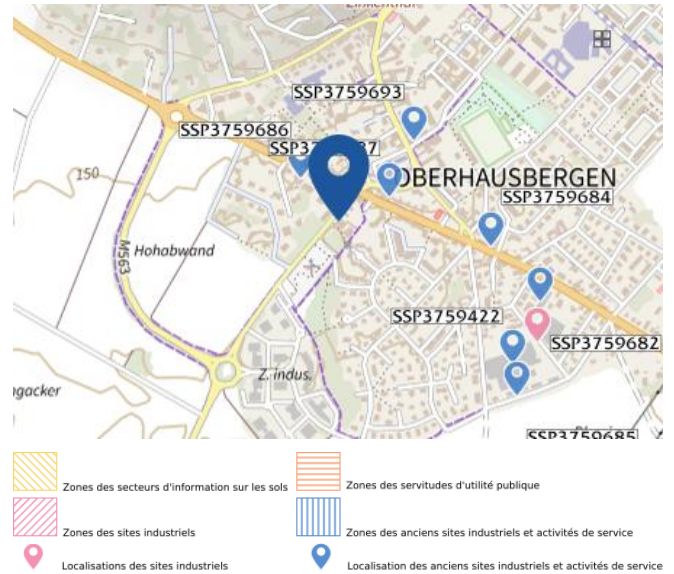 Zinkenthal
SSP3759693
SSP3759686
OBERHAUSBERGEN
150
SSP3759684
Hohabwand
M563
SSP3759422
SSP3759682
Z. indus.
SSP3759685
Zones des secteurs d'information sur les sols
Zones des servitudes d'utilité publique
Zones des sites industriels
Zones des anciens sites industriels et activités de service
Localisations des sites industriels
Localisation des anciens sites industriels et activités de service